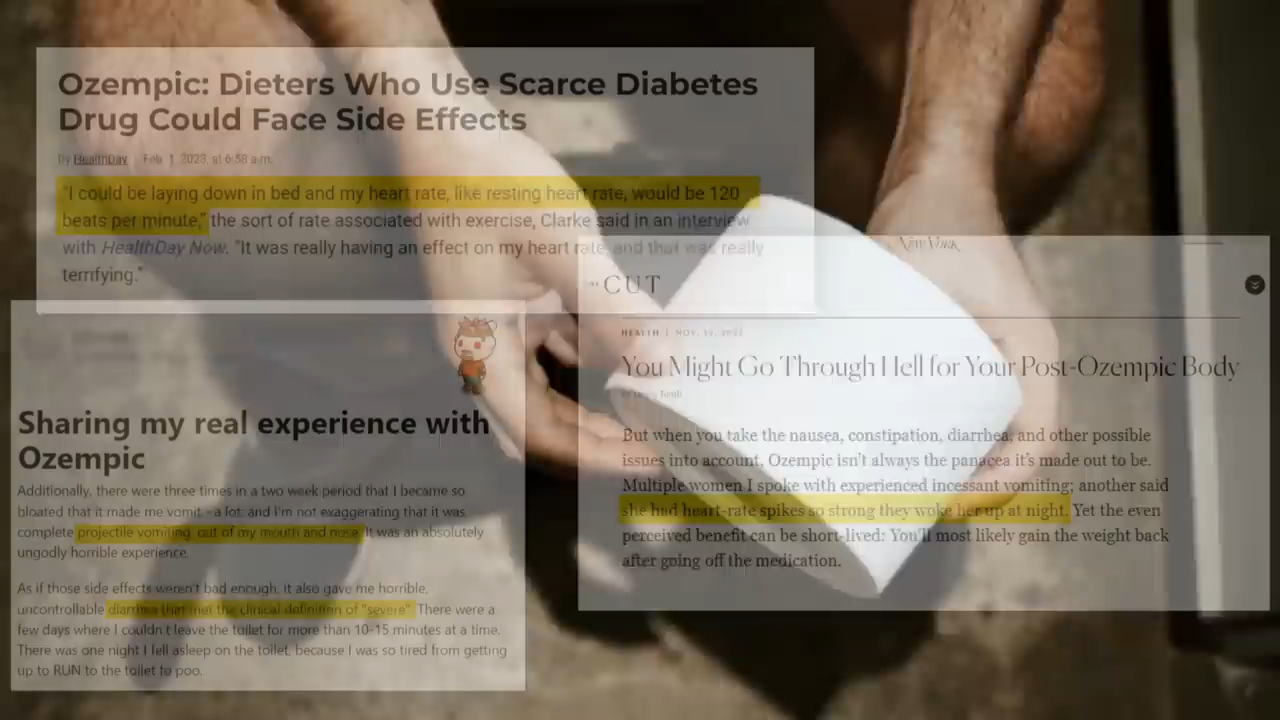 Ozempic: Dieters Who Use Scarce Diabetes
Drug Could Face Side Effects
By HealthDay Feb. 1, 2023, at 6:58 a.m.
"I could be laying down in bed and my heart rate, like resting heart rate, would be 120
beats per minute," the sort of rate associated with exercise, Clarke said in an interview
with HealthDay Now. "It was really having an effect on my heart rate, and that was really
terrifying."
CUT
HEALTH | NOV.
You Might Go Through Hell for Your Post-Ozempic Body
But when you take the nausea, constipation, diarrhea, and other possible
issues into account, Ozempic isn't always the panacea it's made out to be.
Multiple women I spoke with experienced incessant vomiting; another said
she had heart-rate spikes so strong they woke her up at night. Yet the even
perceived benefit can be short-lived: You'll most likely gain the weight back
after going off the medication.
Sharing my real experience with
Ozempic
Additionally, there were three times in a two week period that I became so
bloated that it made me vomit - a lot. and I'm not exaggerating that it was
complete projectile vomiting out of my mouth and nose. It was an absolutely
ungodly horrible experience.
As if those side effects weren't bad enough, it also gave me horrible,
uncontrollable diarrhea that met the clinical definition of "severe". There were a
few days where I couldn't leave the toilet for more than 10-15 minutes at a time.
There was one night I fell asleep on the toilet, because I was so tired from getting
up to RUN to the toilet to poo.